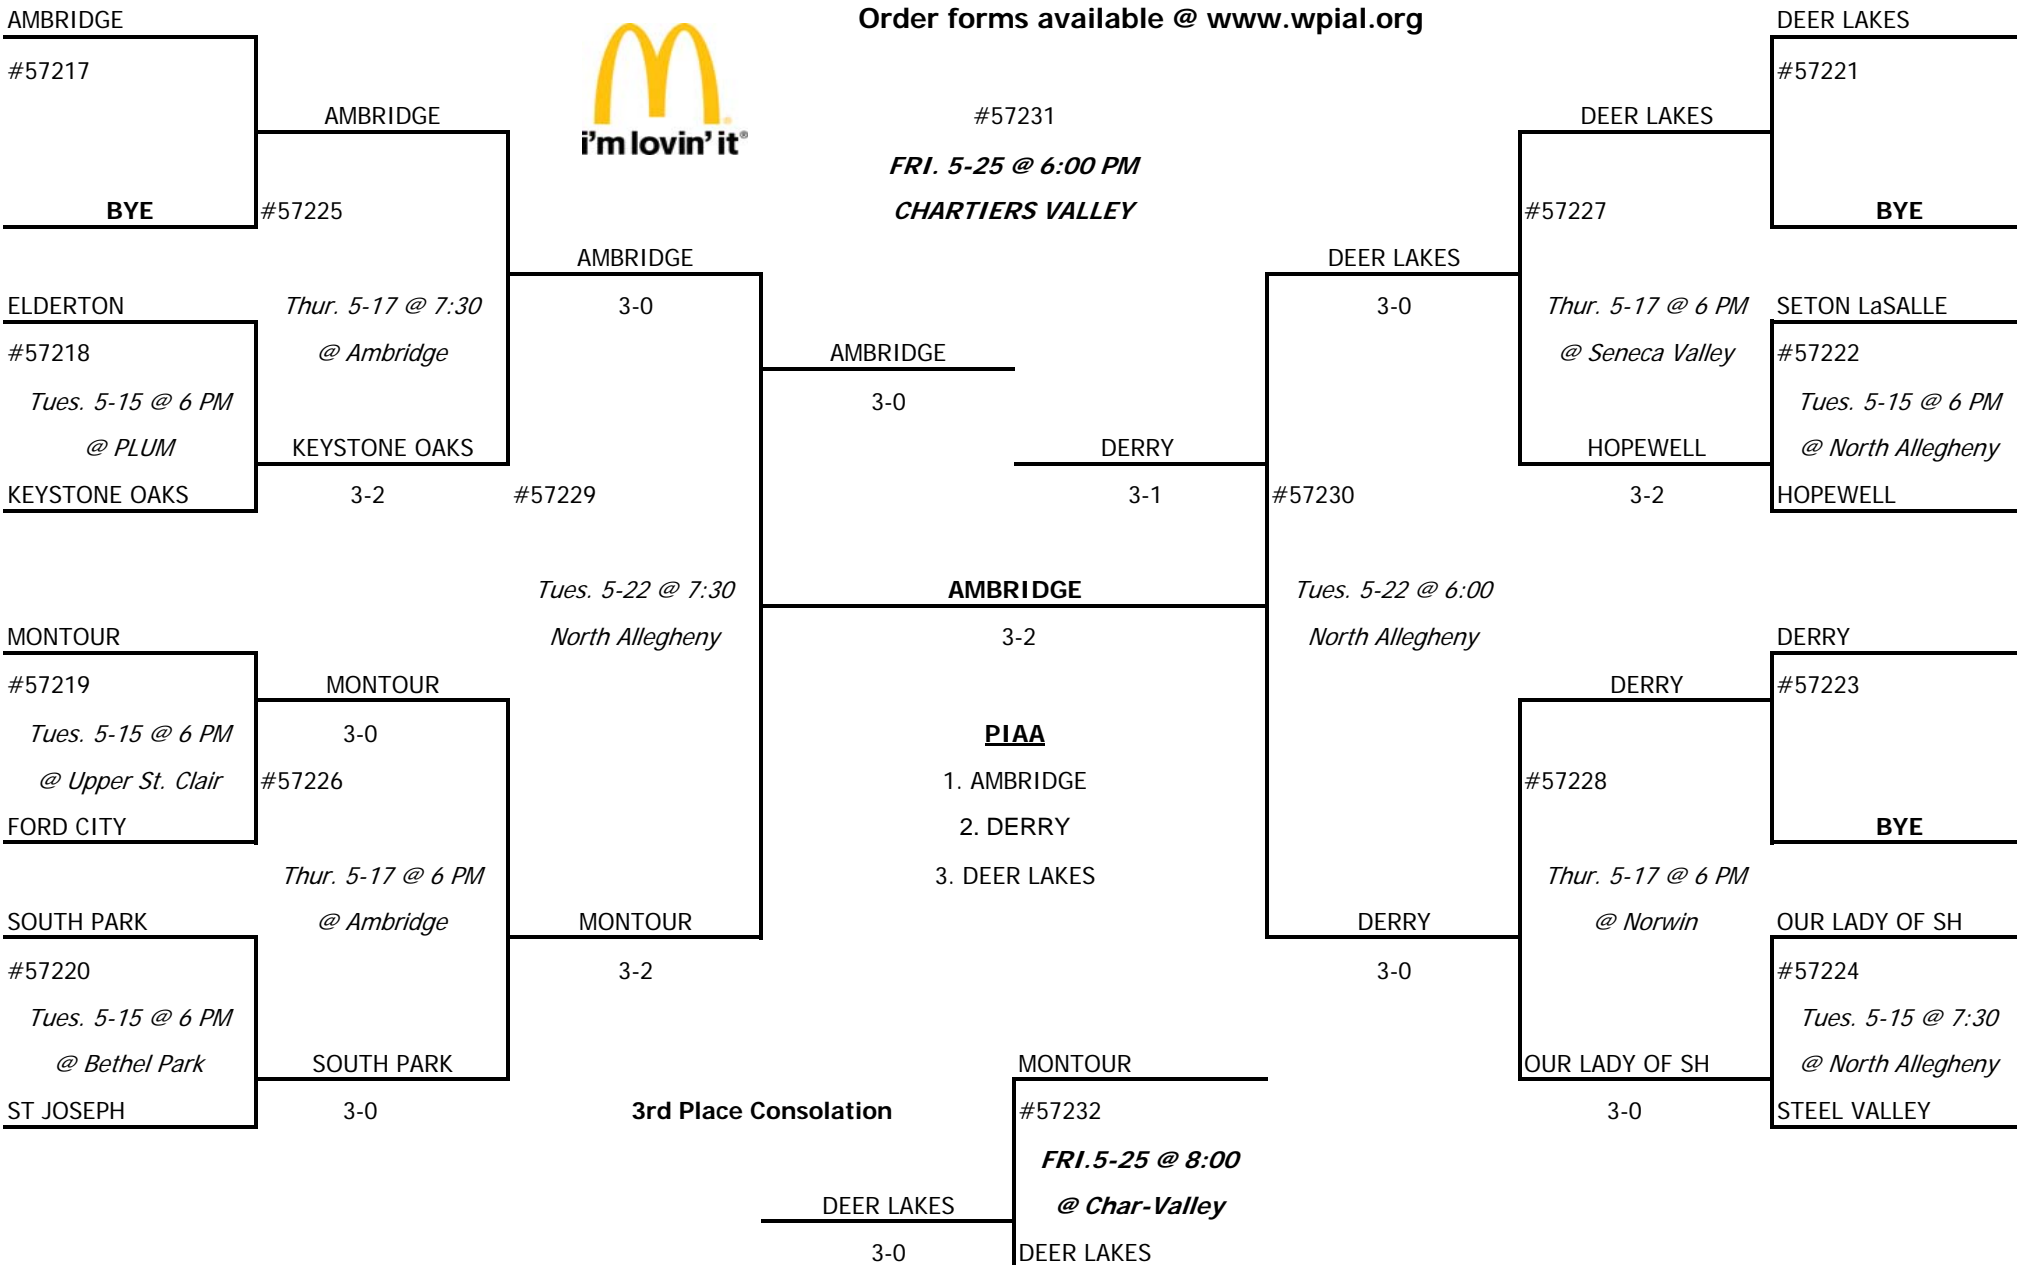 AMBRIDGE
Order forms available @ www.wpial.org
DEER LAKES
#57217
#57221
i'm lovin' it®
AMBRIDGE
#57231
DEER LAKES
FRI. 5-25 @ 6:00 PM
BYE
#57225
CHARTIERS VALLEY
#57227
BYE
AMBRIDGE
DEER LAKES
ELDERTON
Thur. 5-17 @ 7:30
3-0
3-0
Thur. 5-17 @ 6 PM
SETON LaSALLE
#57218
@ Ambridge
AMBRIDGE
@ Seneca Valley
#57222
Tues. 5-15 @ 6 PM
3-0
Tues. 5-15 @ 6 PM
@ PLUM
KEYSTONE OAKS
DERRY
HOPEWELL
@ North Allegheny
KEYSTONE OAKS
3-2
#57229
3-1
#57230
3-2
HOPEWELL
Tues. 5-22 @ 7:30
AMBRIDGE
Tues. 5-22 @ 6:00
MONTOUR
North Allegheny
3-2
North Allegheny
DERRY
#57219
MONTOUR
DERRY
#57223
Tues. 5-15 @ 6 PM
3-0
PIAA
@ Upper St. Clair
#57226
1. AMBRIDGE
#57228
FORD CITY
2. DERRY
BYE
Thur. 5-17 @ 6 PM
3. DEER LAKES
Thur. 5-17 @ 6 PM
SOUTH PARK
@ Ambridge
MONTOUR
DERRY
@ Norwin
OUR LADY OF SH
#57220
3-2
3-0
#57224
Tues. 5-15 @ 6 PM
Tues. 5-15 @ 7:30
@ Bethel Park
SOUTH PARK
MONTOUR
OUR LADY OF SH
@ North Allegheny
ST JOSEPH
3-0
3rd Place Consolation
#57232
3-0
STEEL VALLEY
FRI.5-25 @ 8:00
DEER LAKES
@ Char-Valley
3-0
DEER LAKES